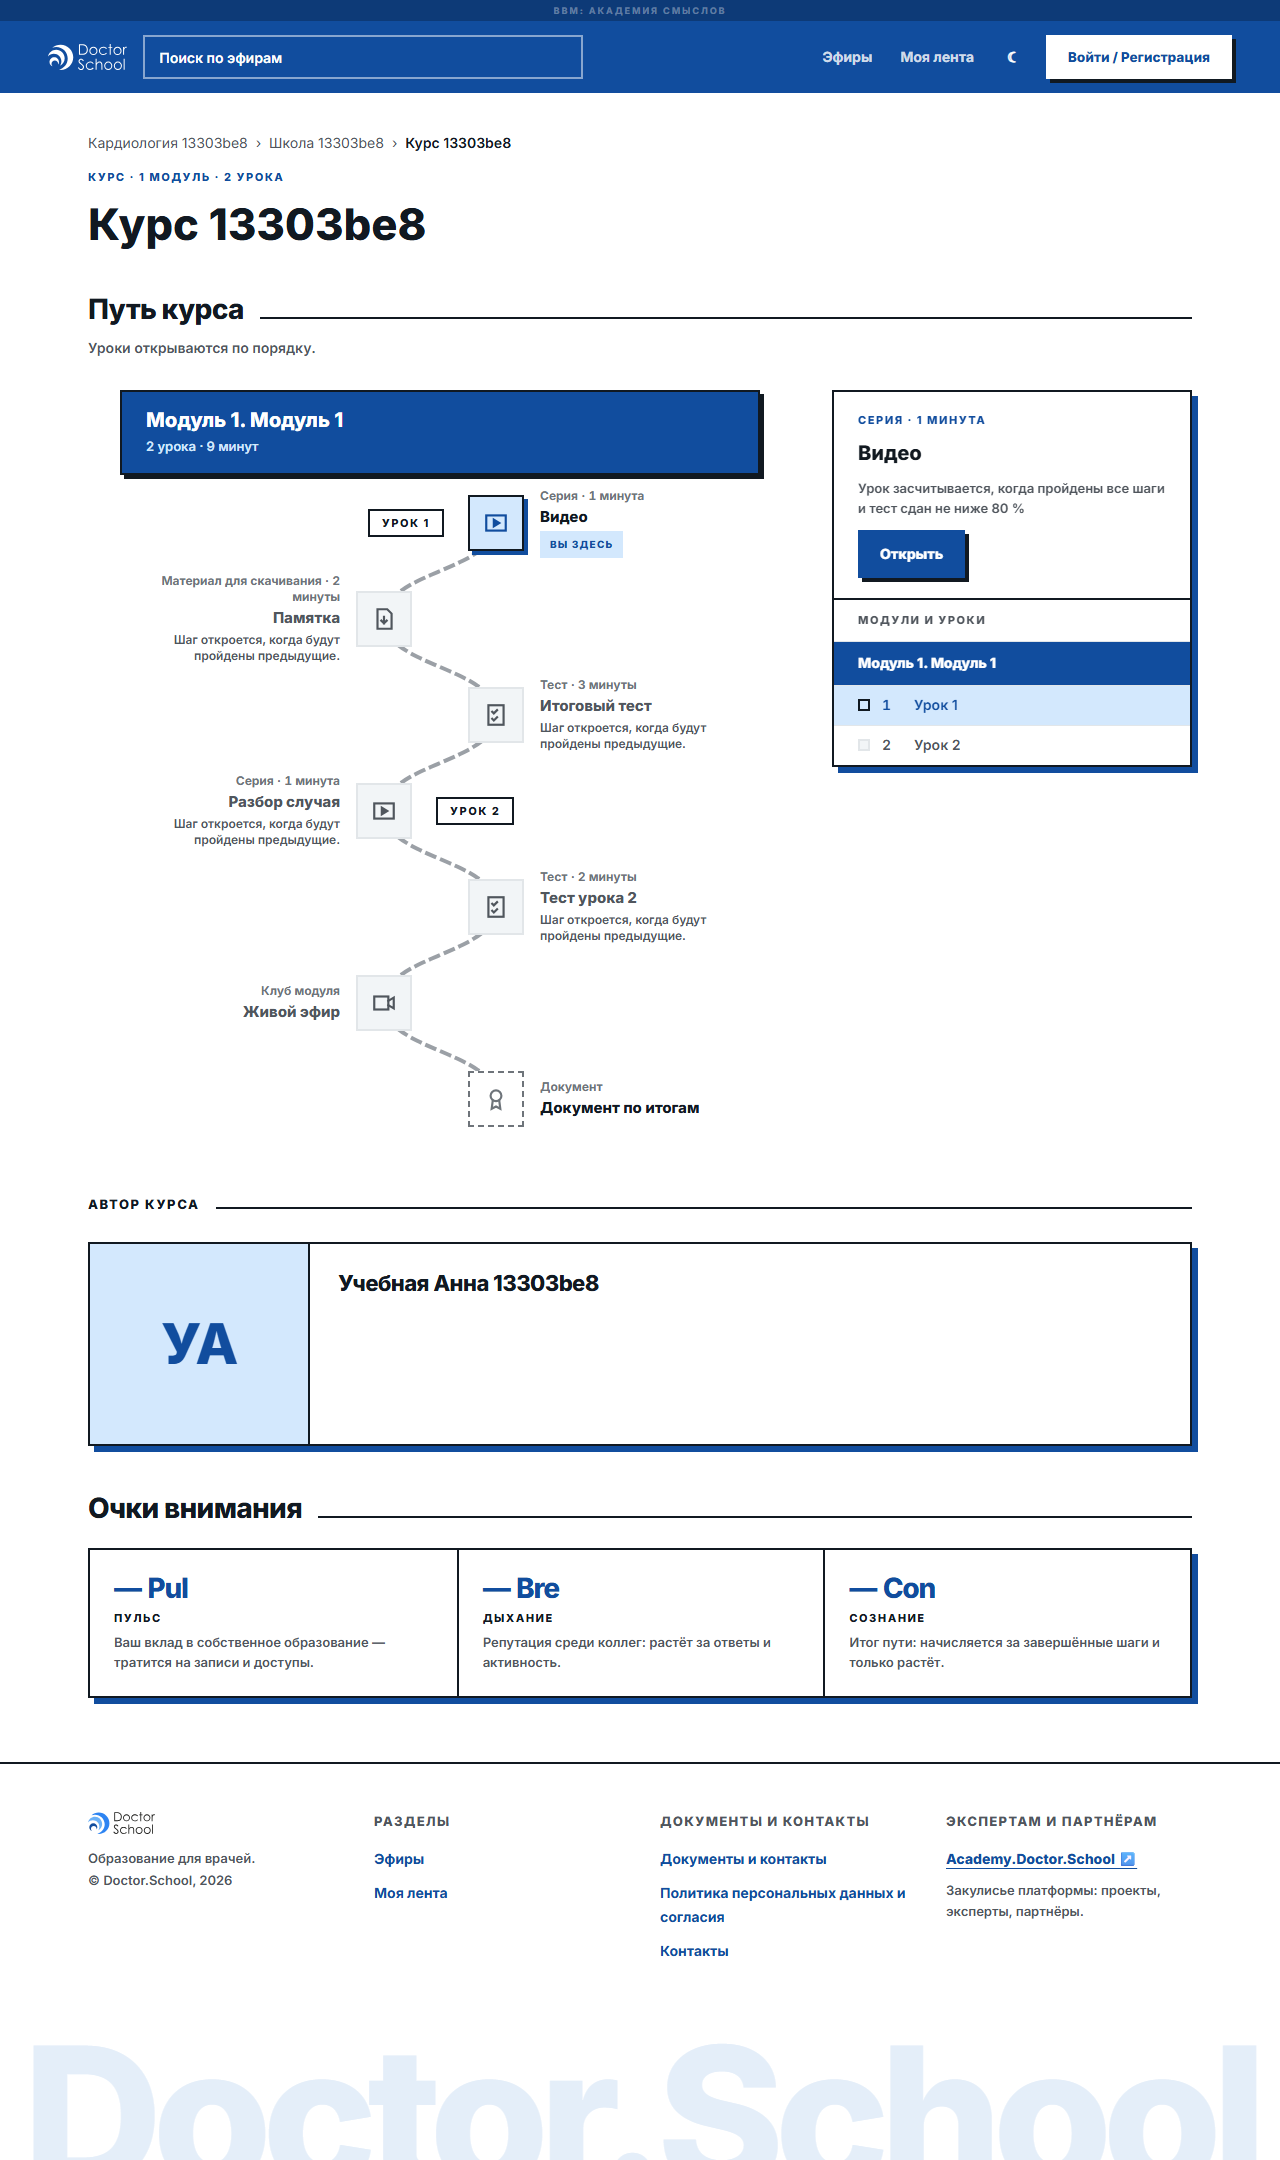 ВВМ: АКАДЕМИЯ СМЫСЛОВ
Doctor
School
Поиск по эфирам
Эфиры
Моя лента
Войти / Регистрация
Кардиология 13303be8 › Школа 13303be8 › Курс 13303be8
КУРС · 1 МОДУЛЬ · 2 УРОКА
Курс 13303be8
Путь курса
Уроки открываются по порядку.
Модуль 1. Модуль 1
2 урока · 9 минут
УРОК 1
Серия · 1 минута
Видео
ВЫ ЗДЕСЬ
Материал для скачивания · 2
минуты
Памятка
Шаг откроется, когда будут
пройдены предыдущие.
Тест · 3 минуты
Итоговый тест
Шаг откроется, когда будут
пройдены предыдущие.
Серия · 1 минута
Разбор случая
Шаг откроется, когда будут
пройдены предыдущие.
УРОК 2
Тест · 2 минуты
Тест урока 2
Шаг откроется, когда будут
пройдены предыдущие.
Клуб модуля
Живой эфир
Документ
Документ по итогам
СЕРИЯ · 1 МИНУТА
Видео
Урок засчитывается, когда пройдены все шаги
и тест сдан не ниже 80 %
Открыть
МОДУЛИ И УРОКИ
Модуль 1. Модуль 1
1 Урок 1
2 Урок 2
АВТОР КУРСА
УА
Учебная Анна 13303be8
Очки внимания
— Pul
ПУЛЬС
Ваш вклад в собственное образование —
тратится на записи и доступы.
— Bre
ДЫХАНИЕ
Репутация среди коллег: растёт за ответы и
активность.
— Con
СОЗНАНИЕ
Итог пути: начисляется за завершённые шаги и
только растёт.
Doctor
School
Образование для врачей.
© Doctor.School, 2026
РАЗДЕЛЫ
Эфиры
Моя лента
ДОКУМЕНТЫ И КОНТАКТЫ
Документы и контакты
Политика персональных данных и
согласия
Контакты
ЭКСПЕРТАМ И ПАРТНЁРАМ
Academy.Doctor.School ↗
Закулисье платформы: проекты,
эксперты, партнёры.
Doctor.School